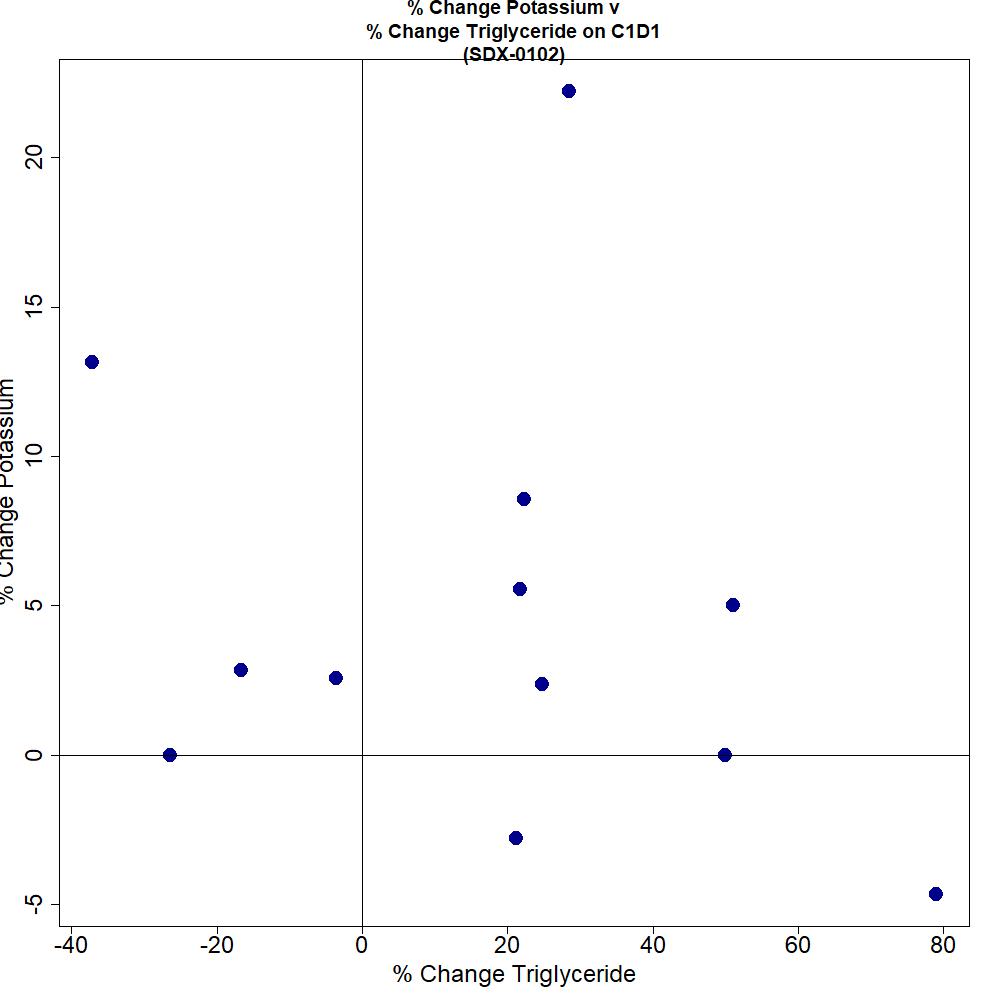 % Change Potassium v
% Change Triglyceride on C1D1
(SDX-0102)
% Change Potassium
20
15
10
5
0
-5
-40 -20 0 20 40 60 80
% Change Triglyceride